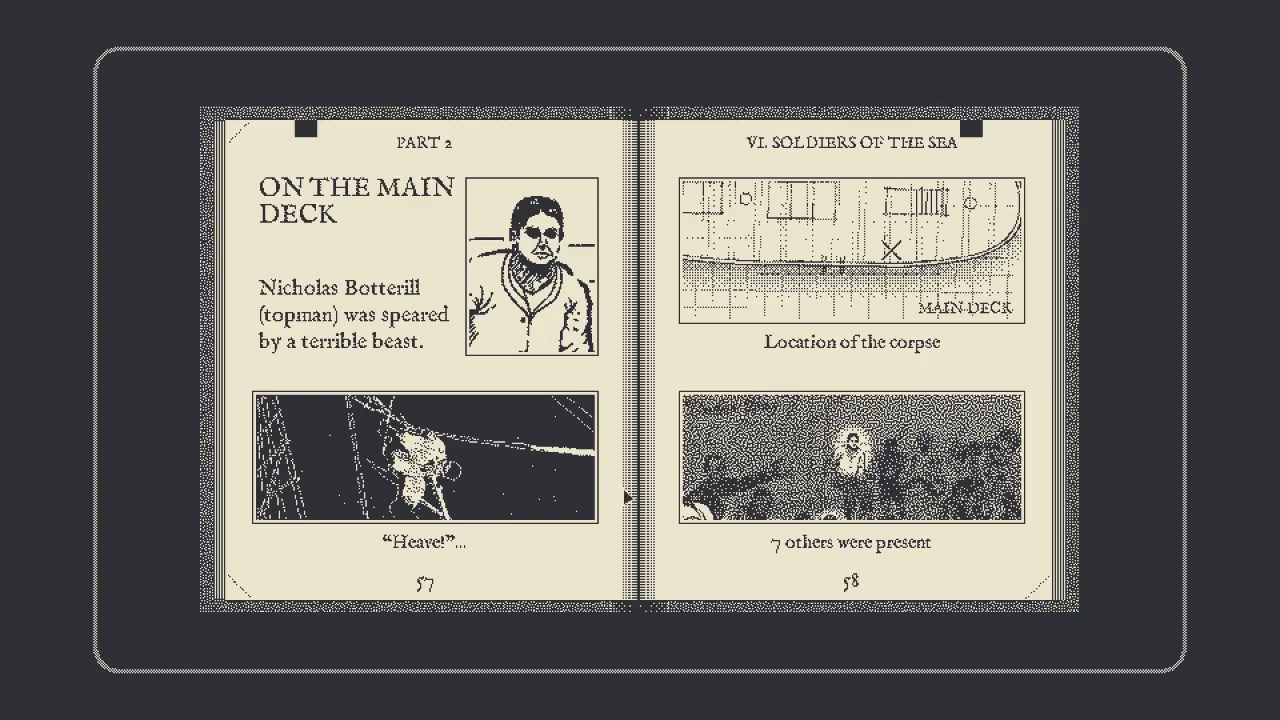 PART 2
ON THE MAIN
DECK
Nicholas Botterill
(topman) was speared
by a terrible beast.
“Heave!”...
57
VI. SOLDIERS OF THE SEA
MAIN DECK
Location of the corpse
7 others were present
58